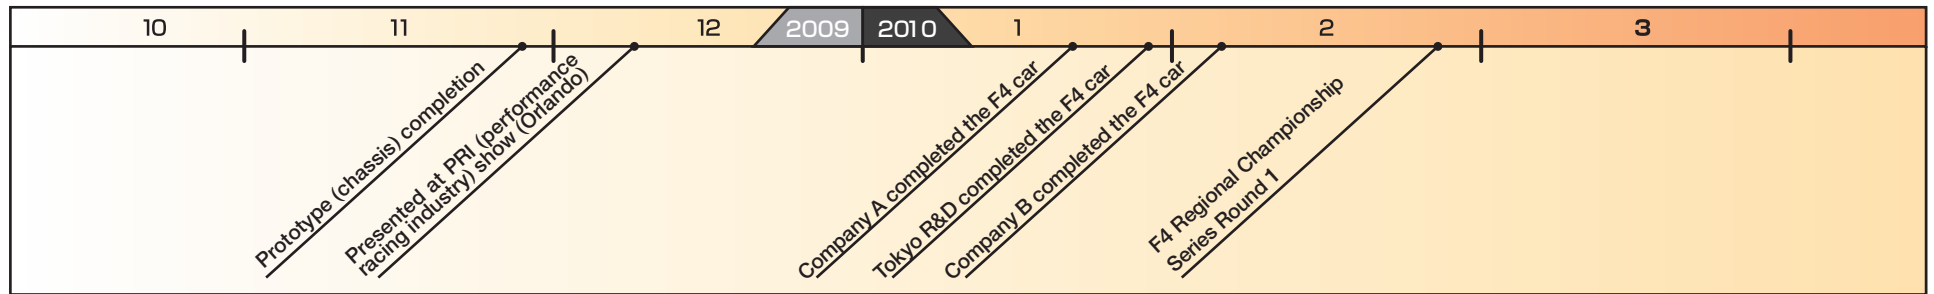 10
11
12
2009
2010
1
2
3
Prototype (chassis) completion
Presented at PRI (performance
racing industry) show (Orlando)
Company A completed the F4 car
Tokyo R&D completed the F4 car
Company B completed the F4 car
F4 Regional Championship
Series Round 1